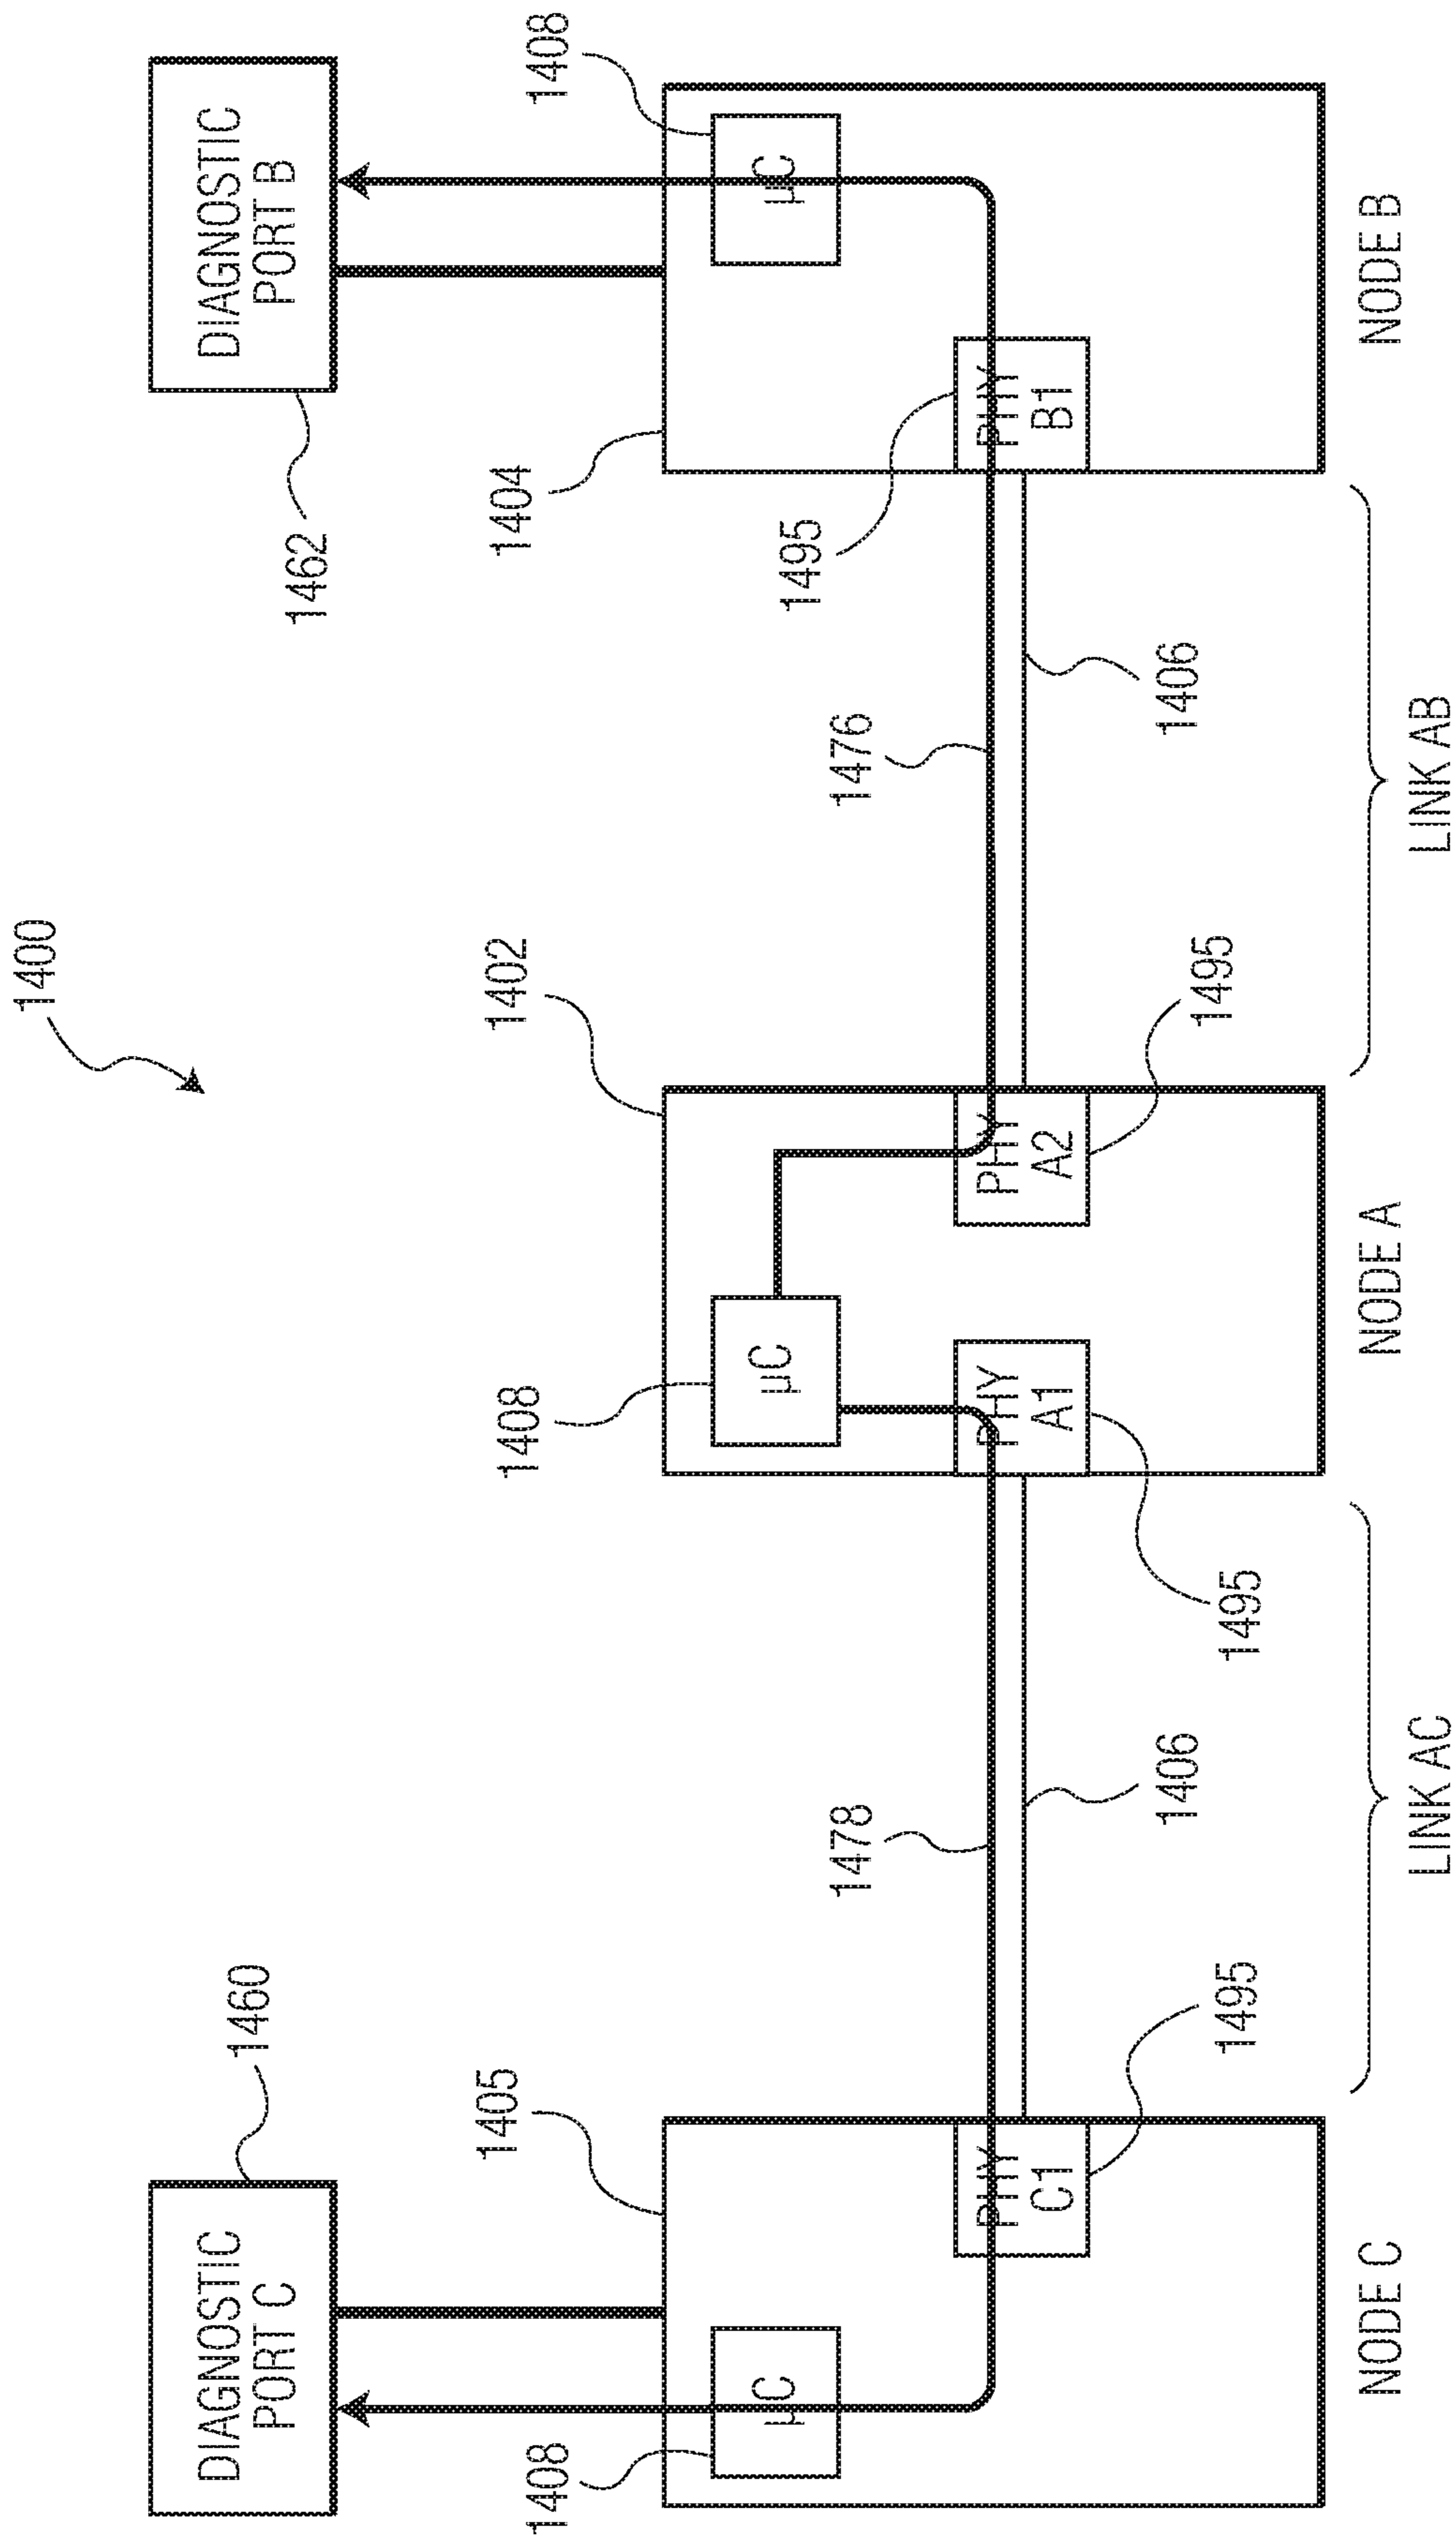 1400
DIAGNOSTIC
PORT C
1460
DIAGNOSTIC
PORT B
1462
1405
1408
µC
PHY
C1
1495
NODE C
1478
1406
LINK AC
1402
1408
µC
PHY
A1
1495
PHY
A2
1495
NODE A
1476
1406
LINK AB
1404
1408
µC
PHY
B1
1495
NODE B